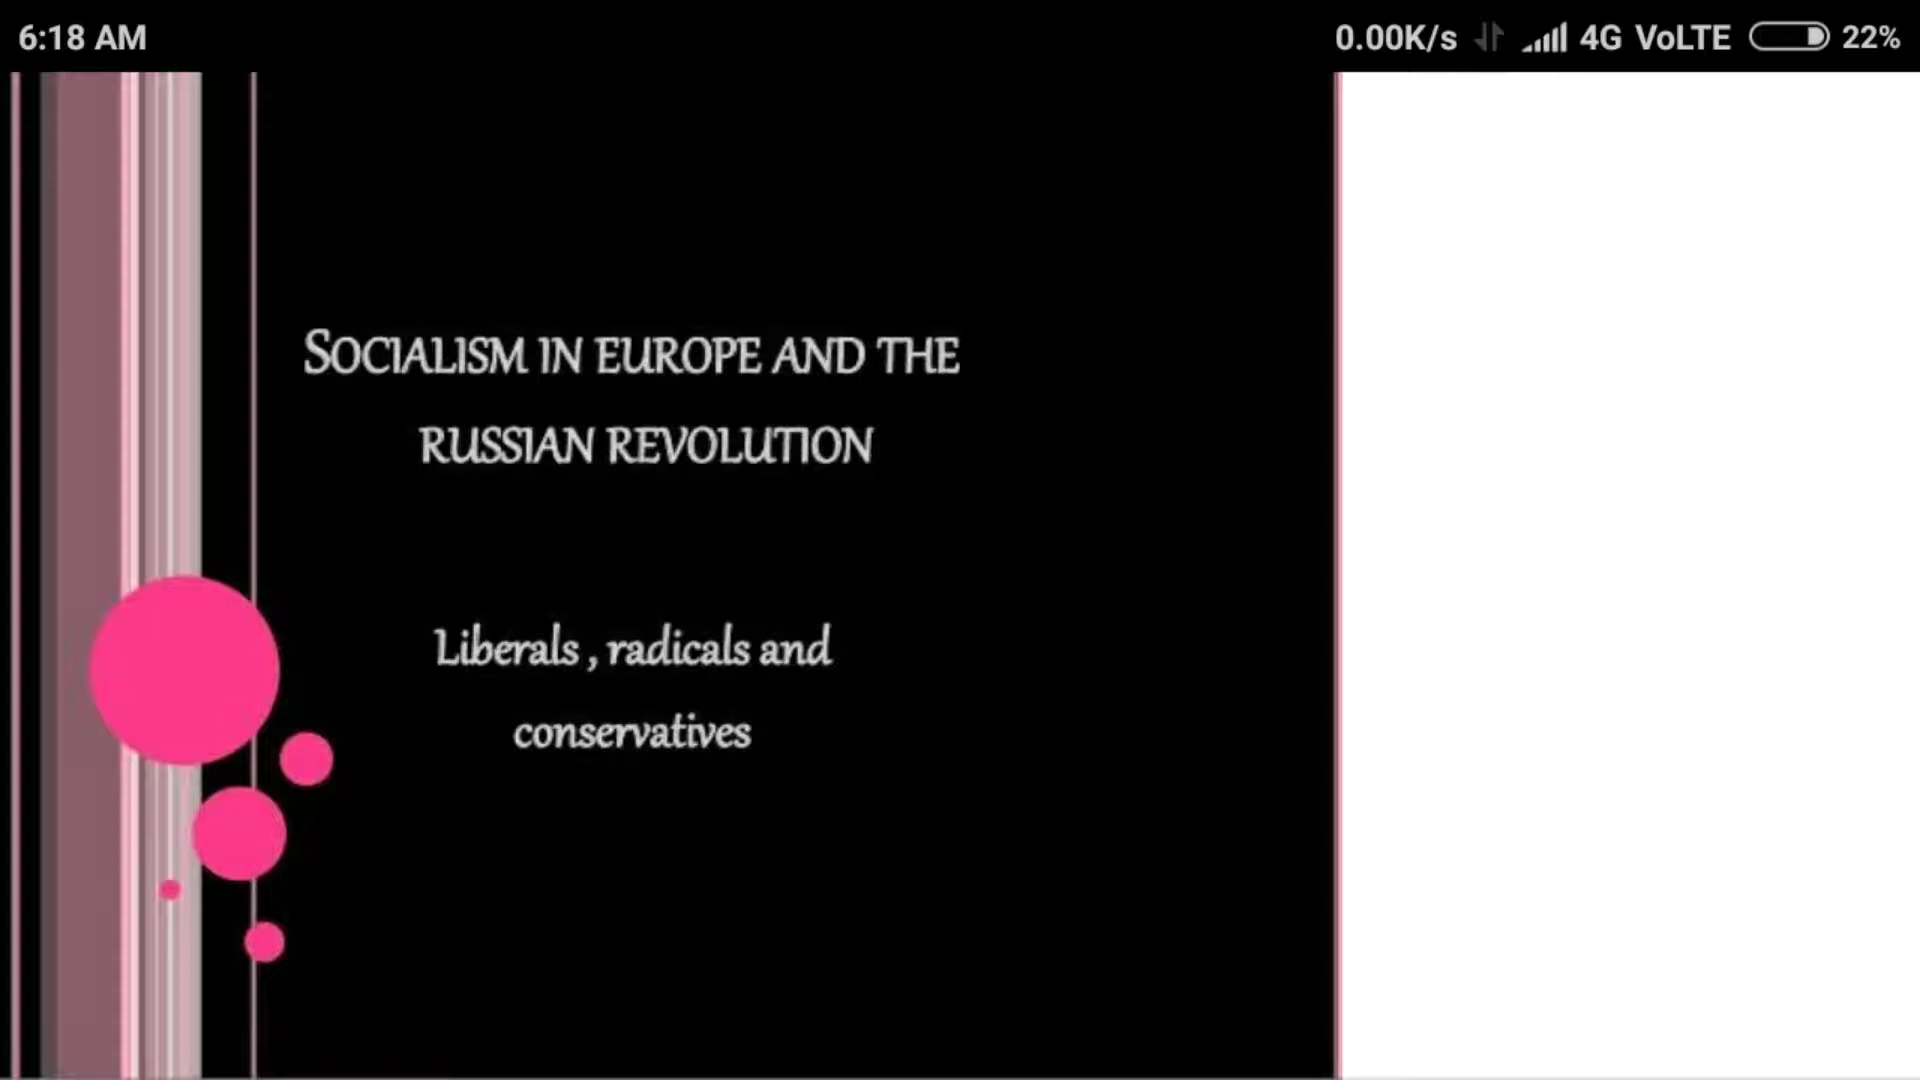 6:18 AM 0.00K/s 4G VoLTE 22%
SOCIALISM IN EUROPE AND THE
RUSSIAN REVOLUTION
Liberals , radicals and
conservatives